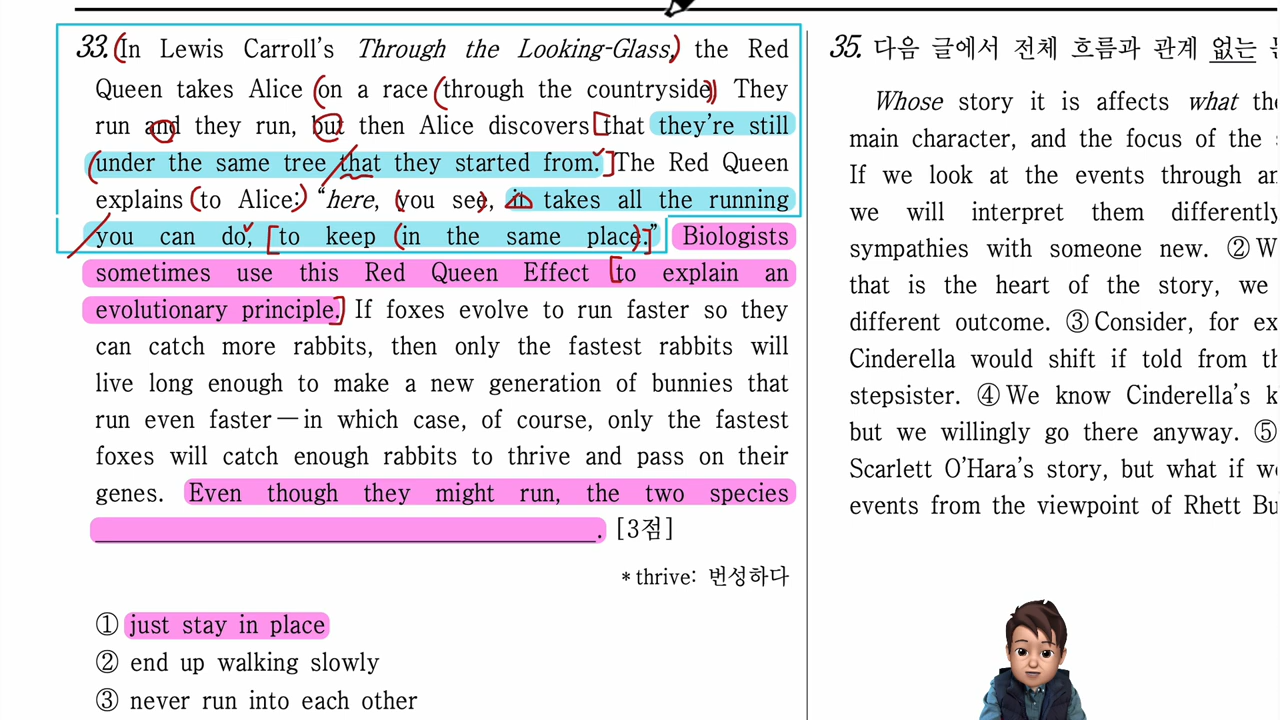 33. In Lewis Carroll's Through the Looking-Glass, the Red
Queen takes Alice on a race through the countryside. They
run and they run, but then Alice discovers that they're still
under the same tree that they started from. The Red Queen
explains to Alice: "here, you see, it takes all the running
you can do, to keep in the same place." Biologists
sometimes use this Red Queen Effect to explain an
evolutionary principle. If foxes evolve to run faster so they
can catch more rabbits, then only the fastest rabbits will
live long enough to make a new generation of bunnies that
run even faster—in which case, of course, only the fastest
foxes will catch enough rabbits to thrive and pass on their
genes. Even though they might run, the two species
. [3점]
* thrive: 번성하다
① just stay in place
② end up walking slowly
③ never run into each other
35. 다음 글에서 전체 흐름과 관계 없는
Whose story it is affects what
main character, and the focus of the
If we look at the events through
we will interpret them differently
sympathies with someone new. ②
that is the heart of the story, we
different outcome. ③ Consider, for
Cinderella would shift if told from
stepsister. ④ We know Cinderella's
but we willingly go there anyway. ⑤
Scarlett O'Hara's story, but what if
events from the viewpoint of Rhett